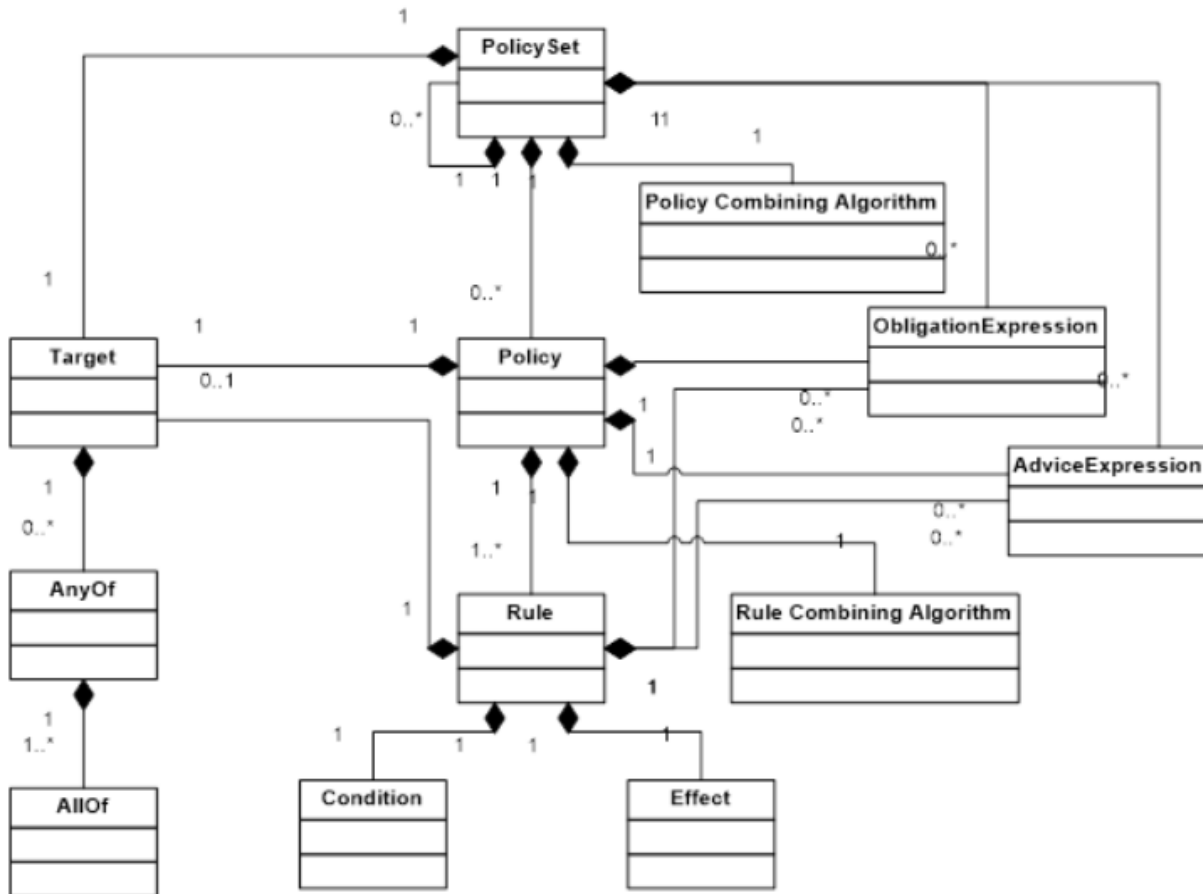 1
PolicySet
0..*
11
1
1
1
1
Policy Combining Algorithm
0..*
1
0..*
1
1
ObligationExpression
Target
Policy
0..1
0..*
0..*
1
0..*
1
AdviceExpression
1
1
1
0..*
0..*
1..*
1
0..*
AnyOf
1
Rule
Rule Combining Algorithm
1
1
1..*
1
1
1
1
Condition
Effect
AllOf